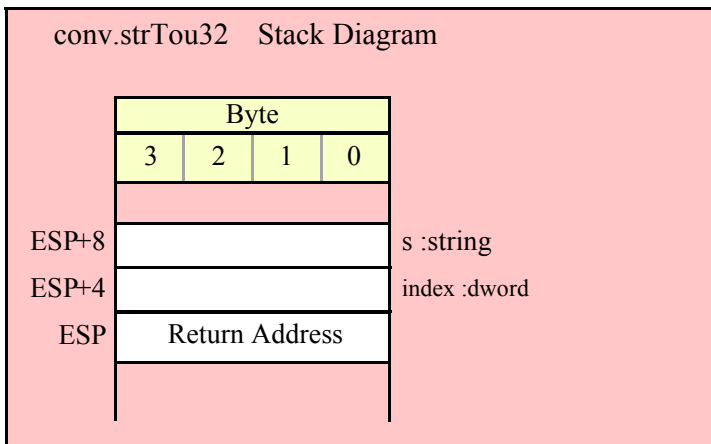 conv.strTou32 Stack Diagram
Byte
3 2 1 0
ESP+8 s :string
ESP+4 index :dword
ESP Return Address